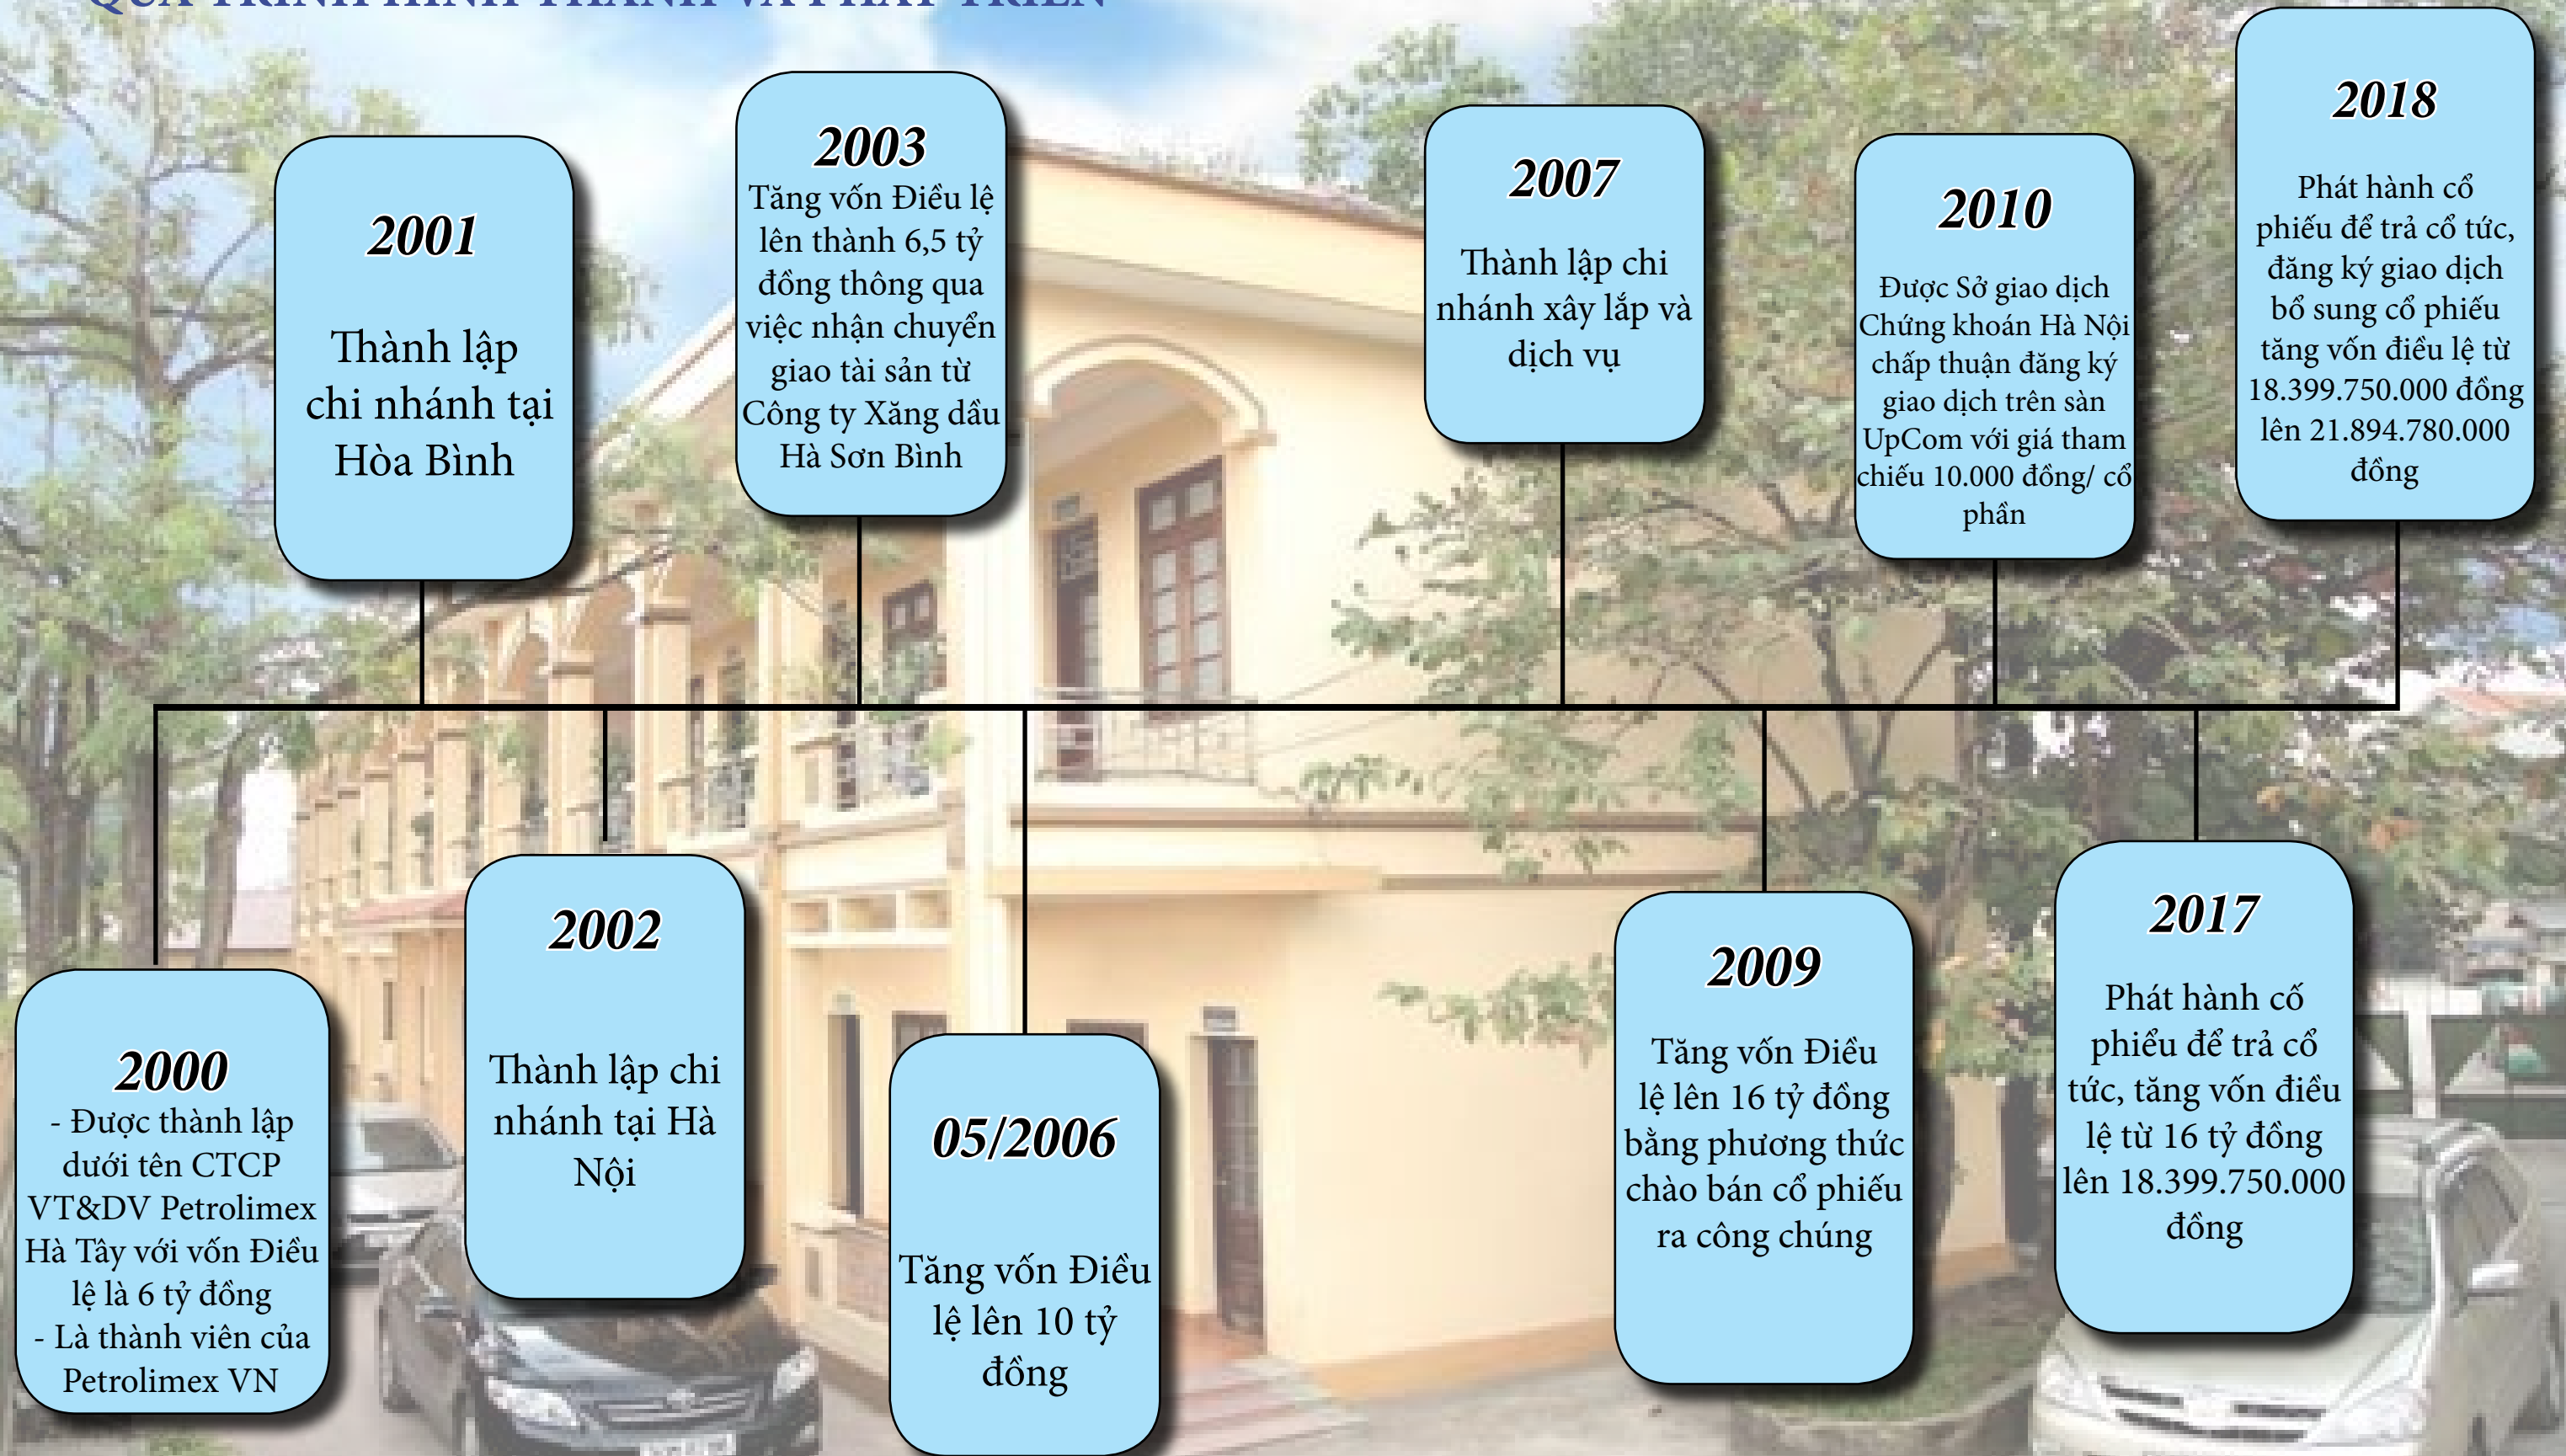 QUÁ TRÌNH HÌNH THÀNH VÀ PHÁT TRIỂN
2000
- Được thành lập
dưới tên CTCP
VT&DV Petrolimex
Hà Tây với vốn Điều
lệ là 6 tỷ đồng
- Là thành viên của
Petrolimex VN
2001
Thành lập
chi nhánh tại
Hòa Bình
2002
Thành lập chi
nhánh tại Hà
Nội
2003
Tăng vốn Điều lệ
lên thành 6,5 tỷ
đồng thông qua
việc nhận chuyển
giao tài sản từ
Công ty Xăng dầu
Hà Sơn Bình
05/2006
Tăng vốn Điều
lệ lên 10 tỷ
đồng
2007
Thành lập chi
nhánh xây lắp và
dịch vụ
2009
Tăng vốn Điều
lệ lên 16 tỷ đồng
bằng phương thức
chào bán cổ phiếu
ra công chúng
2010
Được Sở giao dịch
Chứng khoán Hà Nội
chấp thuận đăng ký
giao dịch trên sàn
UpCom với giá tham
chiếu 10.000 đồng/ cổ
phần
2017
Phát hành cố
phiểu để trả cổ
tức, tăng vốn điều
lệ từ 16 tỷ đồng
lên 18.399.750.000
đồng
2018
Phát hành cổ
phiếu để trả cổ tức,
đăng ký giao dịch
bổ sung cổ phiếu
tăng vốn điều lệ từ
18.399.750.000 đồng
lên 21.894.780.000
đồng